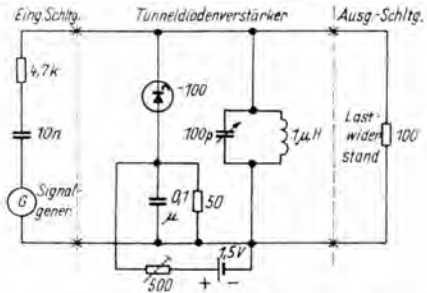 Eing.Schltg.
Tunneldiodenverstärker
Ausg.-Schltg.
4,7k
10n
G
Signal-
gener.
-100
100p
1µH
0,1
µ
50
Last-
wider
stand
100
500
1,5V
+ -